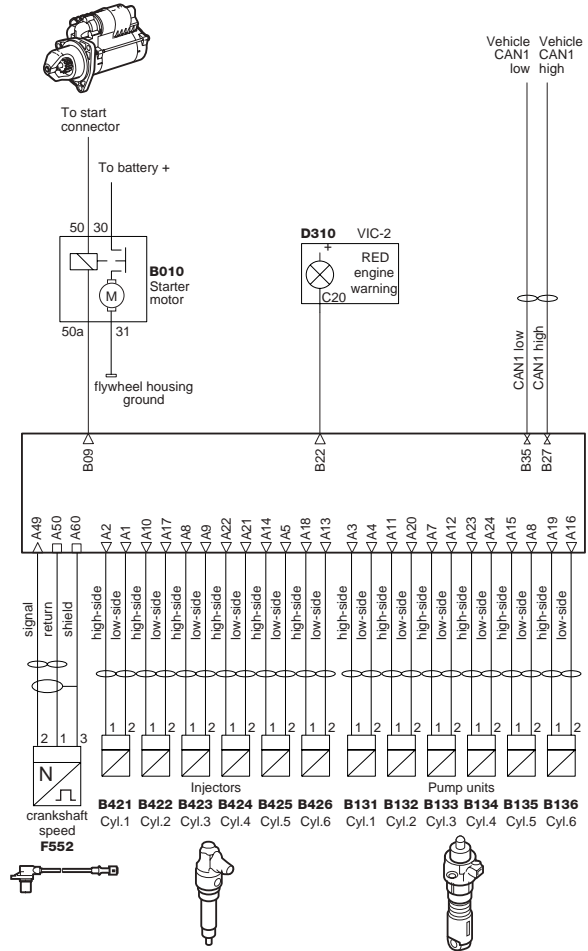 To start
connector
To battery +
50 30
B010
Starter
motor
M
50a 31
flywheel housing
ground
D310 VIC-2
+
RED
engine
warning
C20
Vehicle Vehicle
CAN1 CAN1
low high
CAN1 low
CAN1 high
B09 B22 B35 B27
A49 A50 A60 A2 A1 A10 A17 A8 A9 A22 A21 A14 A5 A18 A13 A3 A4 A11 A20 A7 A12 A23 A24 A15 A8 A19 A16
signal return shield high-side low-side high-side low-side high-side low-side high-side low-side high-side low-side high-side low-side high-side low-side high-side low-side high-side low-side high-side low-side high-side low-side high-side low-side
2 1 3
1 2 1 2 1 2 1 2 1 2 1 2 1 2 1 2 1 2 1 2 1 2 1 2
N
crankshaft
speed
F552
Injectors
B421 B422 B423 B424 B425 B426
Cyl.1 Cyl.2 Cyl.3 Cyl.4 Cyl.5 Cyl.6
Pump units
B131 B132 B133 B134 B135 B136
Cyl.1 Cyl.2 Cyl.3 Cyl.4 Cyl.5 Cyl.6